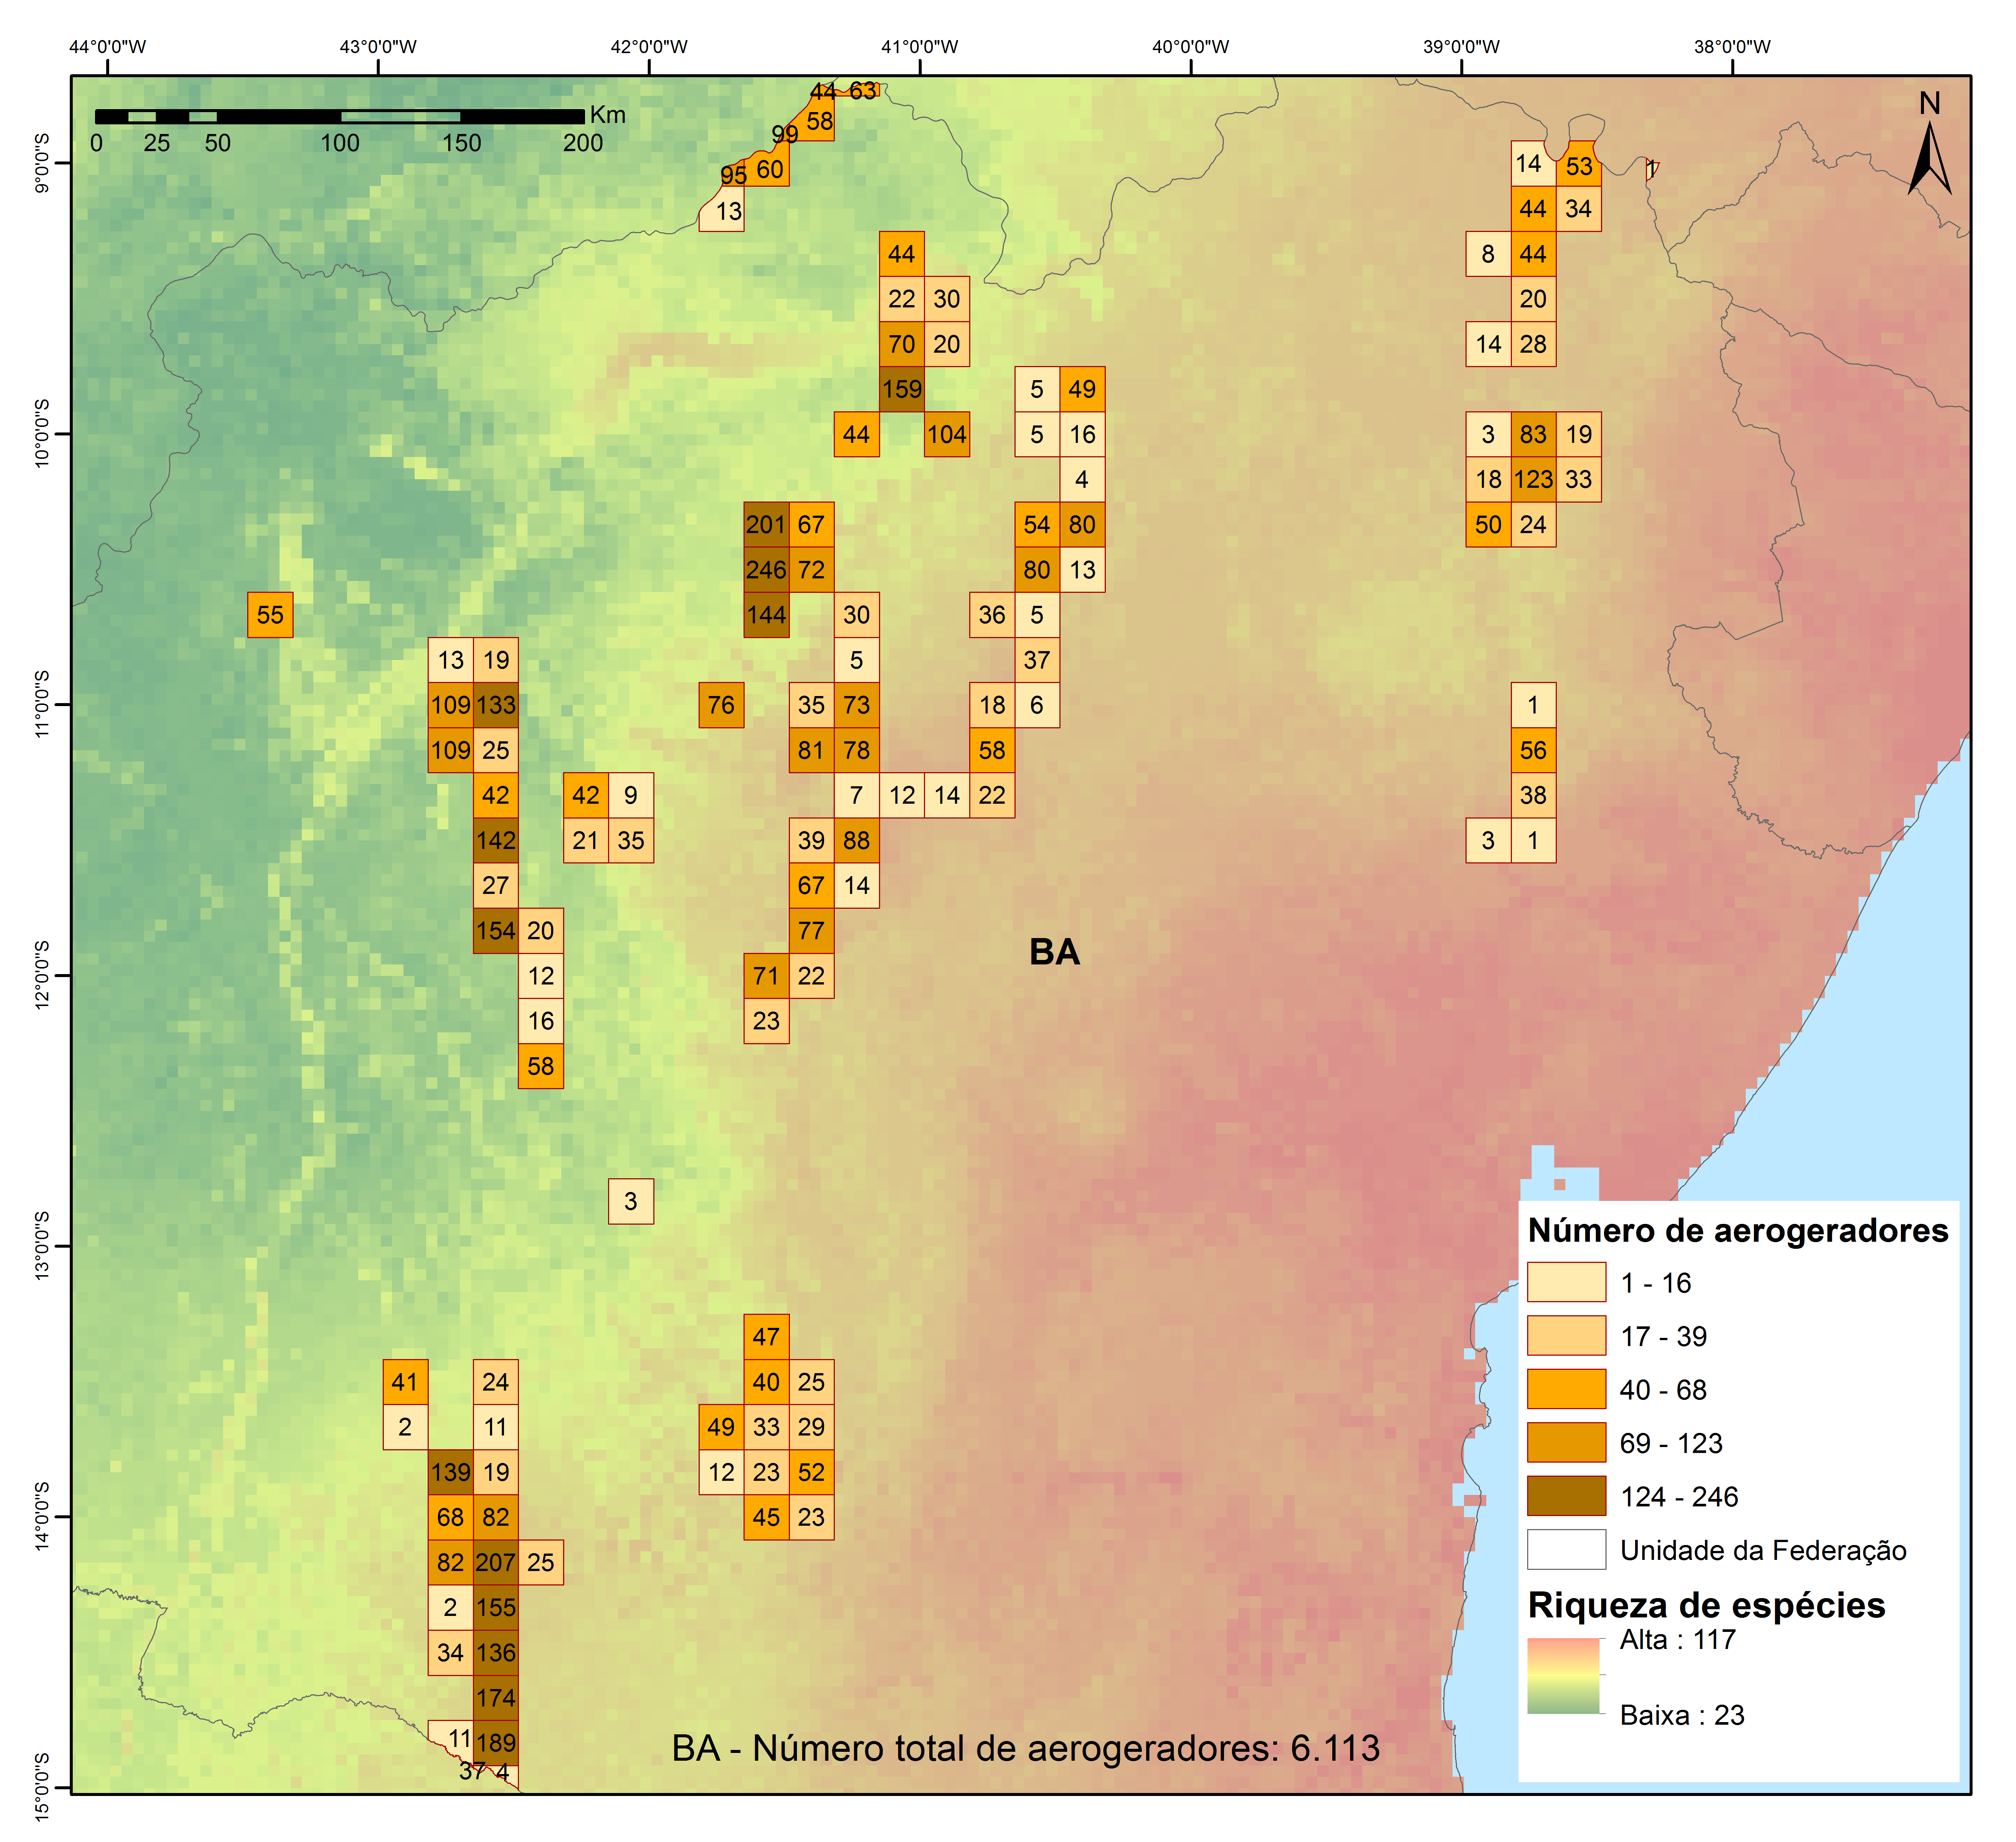 44°0'0"W 43°0'0"W 42°0'0"W 41°0'0"W 40°0'0"W 39°0'0"W 38°0'0"W
Km
0 25 50 100 150 200
N
9°0'0"S
10°0'0"S
11°0'0"S
12°0'0"S
13°0'0"S
14°0'0"S
15°0'0"S
44 63
58
99
95 60
14 53 1
13
44 34
44
8 44
22 30
20
70 20
14 28
159
5 49
44 104
5 16
3 83 19
4
18 123 33
201 67
54 80
50 24
246 72
80 13
55
144 30
36 5
13 19
5
37
109 133
76 35 73
18 6
1
109 25
81 78
58
56
42
42 9
7 12 14 22
38
142
21 35
39 88
3 1
27
67 14
154 20
77
BA
12
71 22
16
23
58
3
47
41 24
40 25
2 11
49 33 29
139 19
12 23 52
68 82
45 23
82 207 25
2 155
34 136
174
11 189
37 4
BA - Número total de aerogeradores: 6.113
Número de aerogeradores
1 - 16
17 - 39
40 - 68
69 - 123
124 - 246
Unidade da Federação
Riqueza de espécies
Alta : 117
Baixa : 23